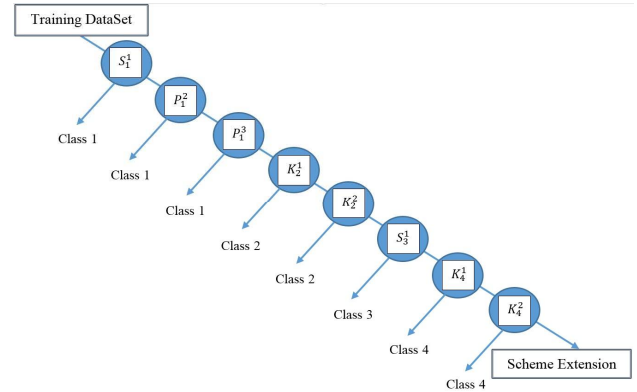 Training DataSet
S₁¹
Class 1
P₁²
Class 1
P₁³
Class 1
K₂¹
Class 2
K₂²
Class 2
S₃¹
Class 3
K₄¹
Class 4
K₄²
Class 4
Scheme Extension